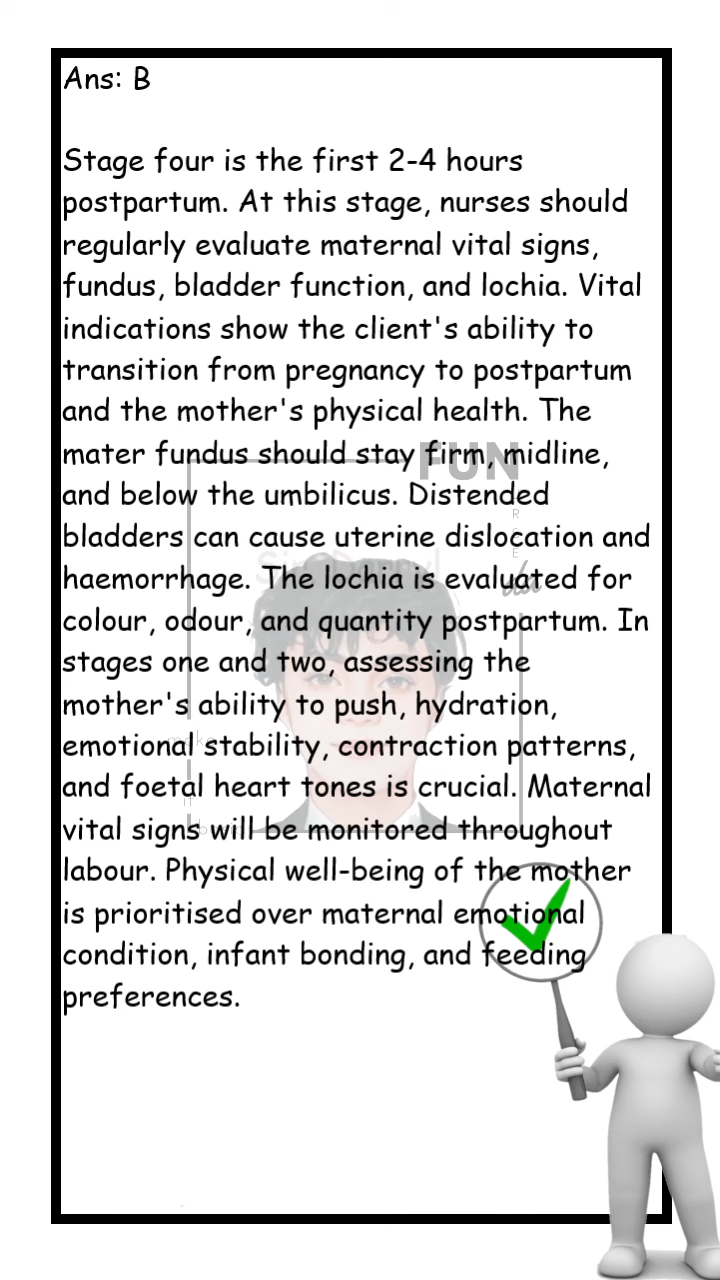 Ans: B
Stage four is the first 2-4 hours
postpartum. At this stage, nurses should
regularly evaluate maternal vital signs,
fundus, bladder function, and lochia. Vital
indications show the client's ability to
transition from pregnancy to postpartum
and the mother's physical health. The
mater fundus should stay firm, midline,
and below the umbilicus. Distended
bladders can cause uterine dislocation and
haemorrhage. The lochia is evaluated for
colour, odour, and quantity postpartum. In
stages one and two, assessing the
mother's ability to push, hydration,
emotional stability, contraction patterns,
and foetal heart tones is crucial. Maternal
vital signs will be monitored throughout
labour. Physical well-being of the mother
is prioritised over maternal emotional
condition, infant bonding, and feeding
preferences.
FUN